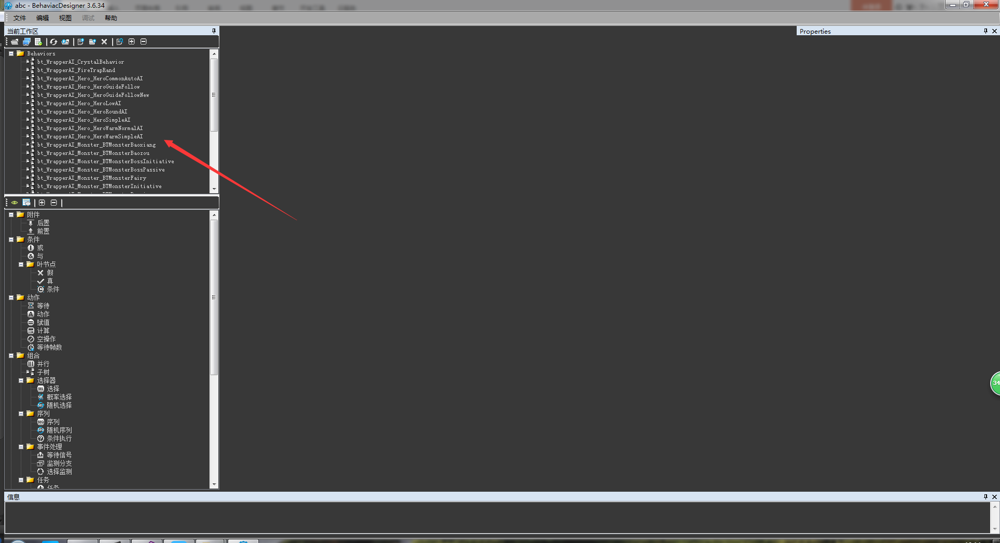 abc - BehaviacDesigner 3.6.34
文件 编辑 视图 调试 帮助
当前工作区
Behaviors
bt_WrapperAI_CrystalBehavior
bt_WrapperAI_FireTrapRand
bt_WrapperAI_Hero_HeroCommonAutoAI
bt_WrapperAI_Hero_HeroGuideFollow
bt_WrapperAI_Hero_HeroGuideFollowNew
bt_WrapperAI_Hero_HeroLowAI
bt_WrapperAI_Hero_HeroRoundAI
bt_WrapperAI_Hero_HeroSimpleAI
bt_WrapperAI_Hero_HeroWarmNormalAI
bt_WrapperAI_Hero_HeroWarmSimpleAI
bt_WrapperAI_Monster_BTMonsterBaoxiang
bt_WrapperAI_Monster_BTMonsterBaozou
bt_WrapperAI_Monster_BTMonsterBossInitiative
bt_WrapperAI_Monster_BTMonsterBossPassive
bt_WrapperAI_Monster_BTMonsterFairy
bt_WrapperAI_Monster_BTMonsterInitiative
附件
后置
前置
条件
或
与
叶节点
假
真
条件
动作
等待
动作
赋值
计算
空操作
等待帧数
组合
并行
子树
选择器
选择
概率选择
随机选择
序列
序列
随机序列
条件执行
事件处理
等待信号
监测分支
选择监测
任务
任务
Properties
34
信息